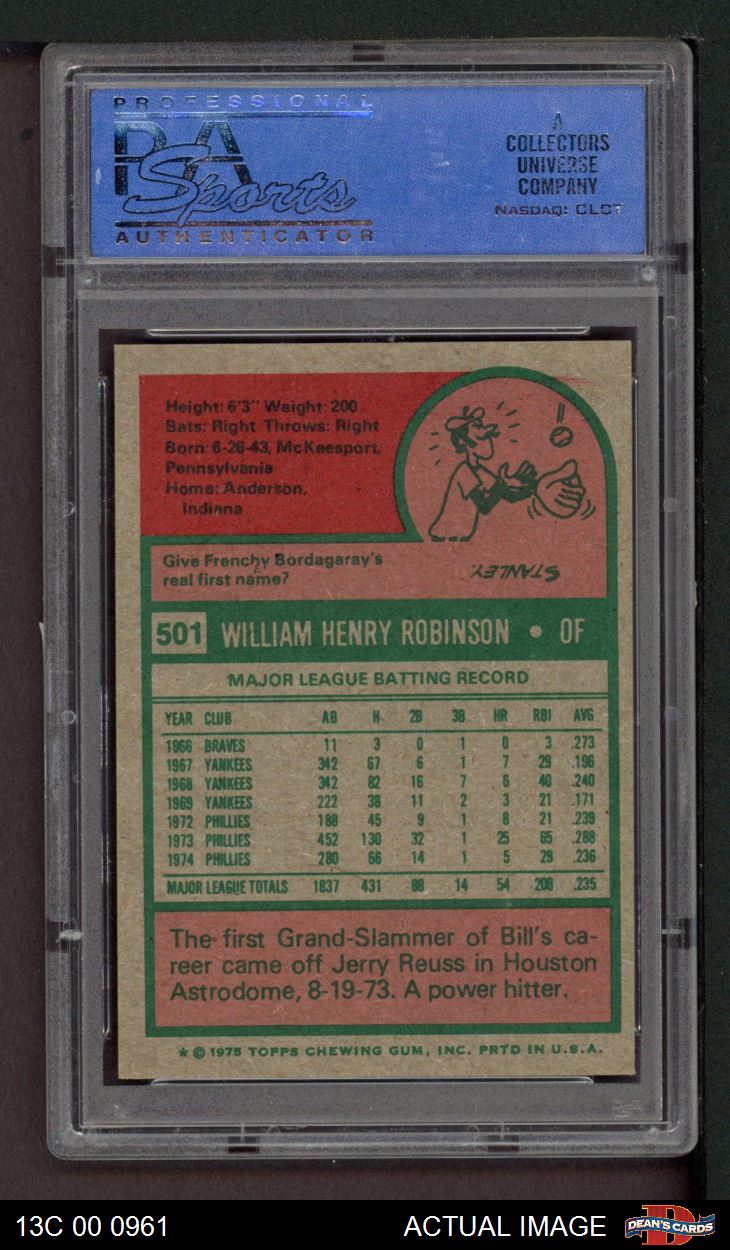 PROFESSIONAL
PSA
Sports
AUTHENTICATOR
A
COLLECTORS
UNIVERSE
COMPANY
NASDAQ: CLCT
Height: 6'3" Weight: 200
Bats: Right Throws: Right
Born: 6-26-43, McKeesport,
Pennsylvania
Home: Anderson,
Indiana
Give Frenchy Bordagaray's
real first name?
STANLEY.
501 WILLIAM HENRY ROBINSON • OF
MAJOR LEAGUE BATTING RECORD
YEAR CLUB AB H 2B 3B HR RBI AVG
1966 BRAVES 11 3 0 1 0 3 .273
1967 YANKEES 342 67 6 1 7 29 .196
1968 YANKEES 342 82 16 7 6 40 .240
1969 YANKEES 222 38 11 2 3 21 .171
1972 PHILLIES 188 45 9 1 8 21 .239
1973 PHILLIES 452 130 32 1 25 65 .288
1974 PHILLIES 280 66 14 1 5 29 .236
MAJOR LEAGUE TOTALS 1837 431 88 14 54 208 .235
The first Grand-Slammer of Bill's ca-
reer came off Jerry Reuss in Houston
Astrodome, 8-19-73. A power hitter.
* © 1975 TOPPS CHEWING GUM, INC. PRTD IN U.S.A.
13C 00 0961 ACTUAL IMAGE
DEAN'S CARDS